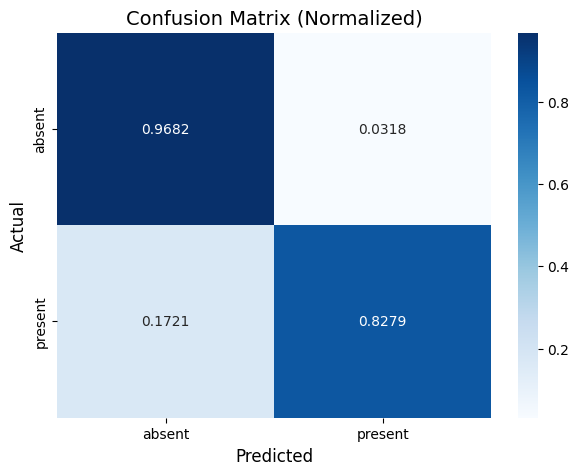 Confusion Matrix (Normalized)
Actual
absent
0.9682
0.0318
present
0.1721
0.8279
absent
present
Predicted
0.8
0.6
0.4
0.2